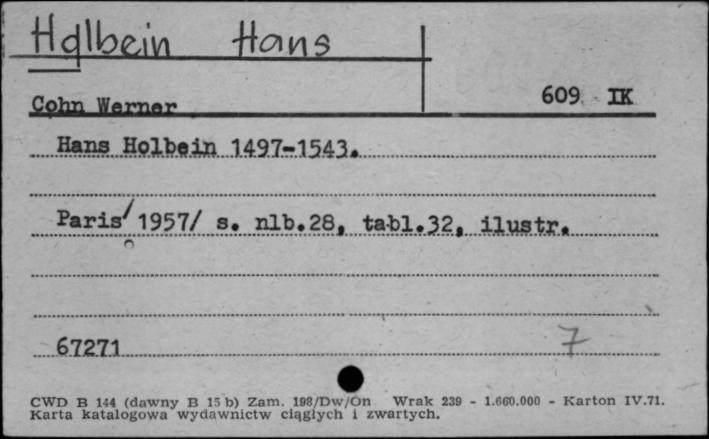 Holbein Hans
Cohn Werner 609 IK
Hans Holbein 1497-1543.
Paris /1957/ s. nlb.28, tabl.32, ilustr.
67271 7
CWD B 144 (dawny B 15 b) Zam. 198/Dw/On Wrak 239 - 1.660.000 - Karton IV.71.
Karta katalogowa wydawnictw ciągłych i zwartych.